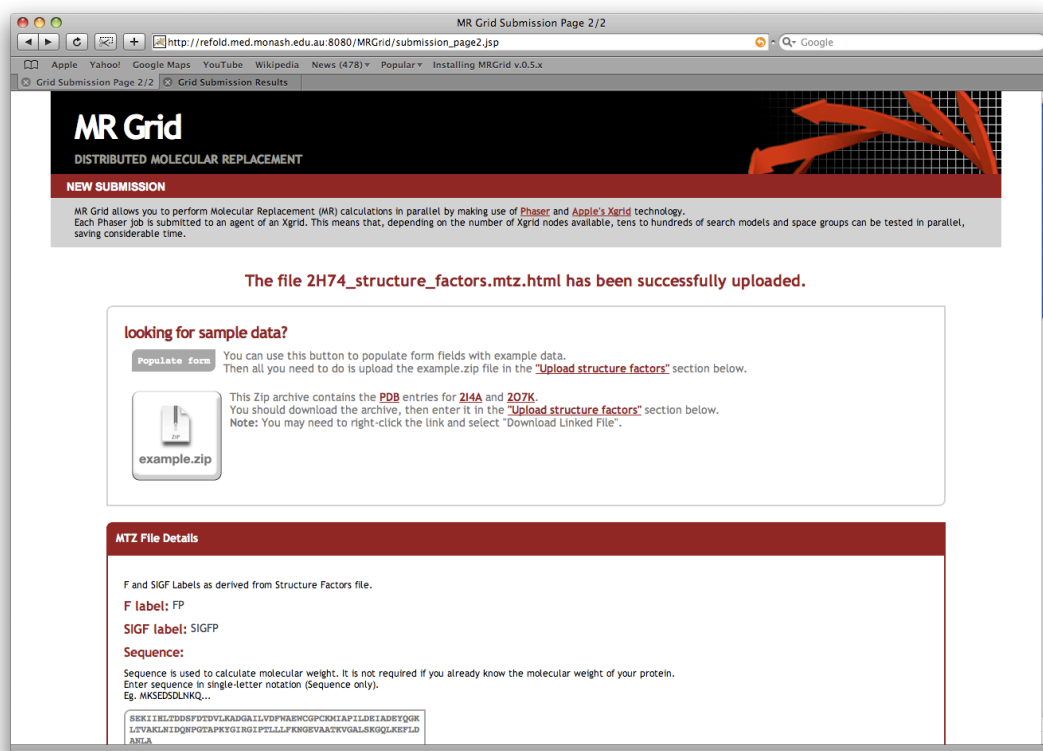 MR Grid Submission Page 2/2
http://refold.med.monash.edu.au:8080/MRGrid/submission_page2.jsp
Google
Apple Yahoo! Google Maps YouTube Wikipedia News (478) Popular Installing MRGrid v.0.5.x
Grid Submission Page 2/2 Grid Submission Results
MR Grid
DISTRIBUTED MOLECULAR REPLACEMENT
NEW SUBMISSION
MR Grid allows you to perform Molecular Replacement (MR) calculations in parallel by making use of Phaser and Apple's Xgrid technology.
Each Phaser job is submitted to an agent of an Xgrid. This means that, depending on the number of Xgrid nodes available, tens to hundreds of search models and space groups can be tested in parallel,
saving considerable time.
The file 2H74_structure_factors.mtz.html has been successfully uploaded.
looking for sample data?
Populate form
You can use this button to populate form fields with example data.
Then all you need to do is upload the example.zip file in the "Upload structure factors" section below.
ZIP
example.zip
This Zip archive contains the PDB entries for 2I4A and 2O7K.
You should download the archive, then enter it in the "Upload structure factors" section below.
Note: You may need to right-click the link and select "Download Linked File".
MTZ File Details
F and SIGF Labels as derived from Structure Factors file.
F label: FP
SIGF label: SIGFP
Sequence:
Sequence is used to calculate molecular weight. It is not required if you already know the molecular weight of your protein.
Enter sequence in single-letter notation (Sequence only).
Eg. MKSEDSDLNKQ...
SEKIIHLTDDSFDTDVLKADGAILVDFWAEWCGPCKMIAPILDEIADEYQGK
LTVAKLNIDQNPGTAPKYGIRGIPTLLLFKNGEVAATKVGALSKGQLKEFLD
ANLA